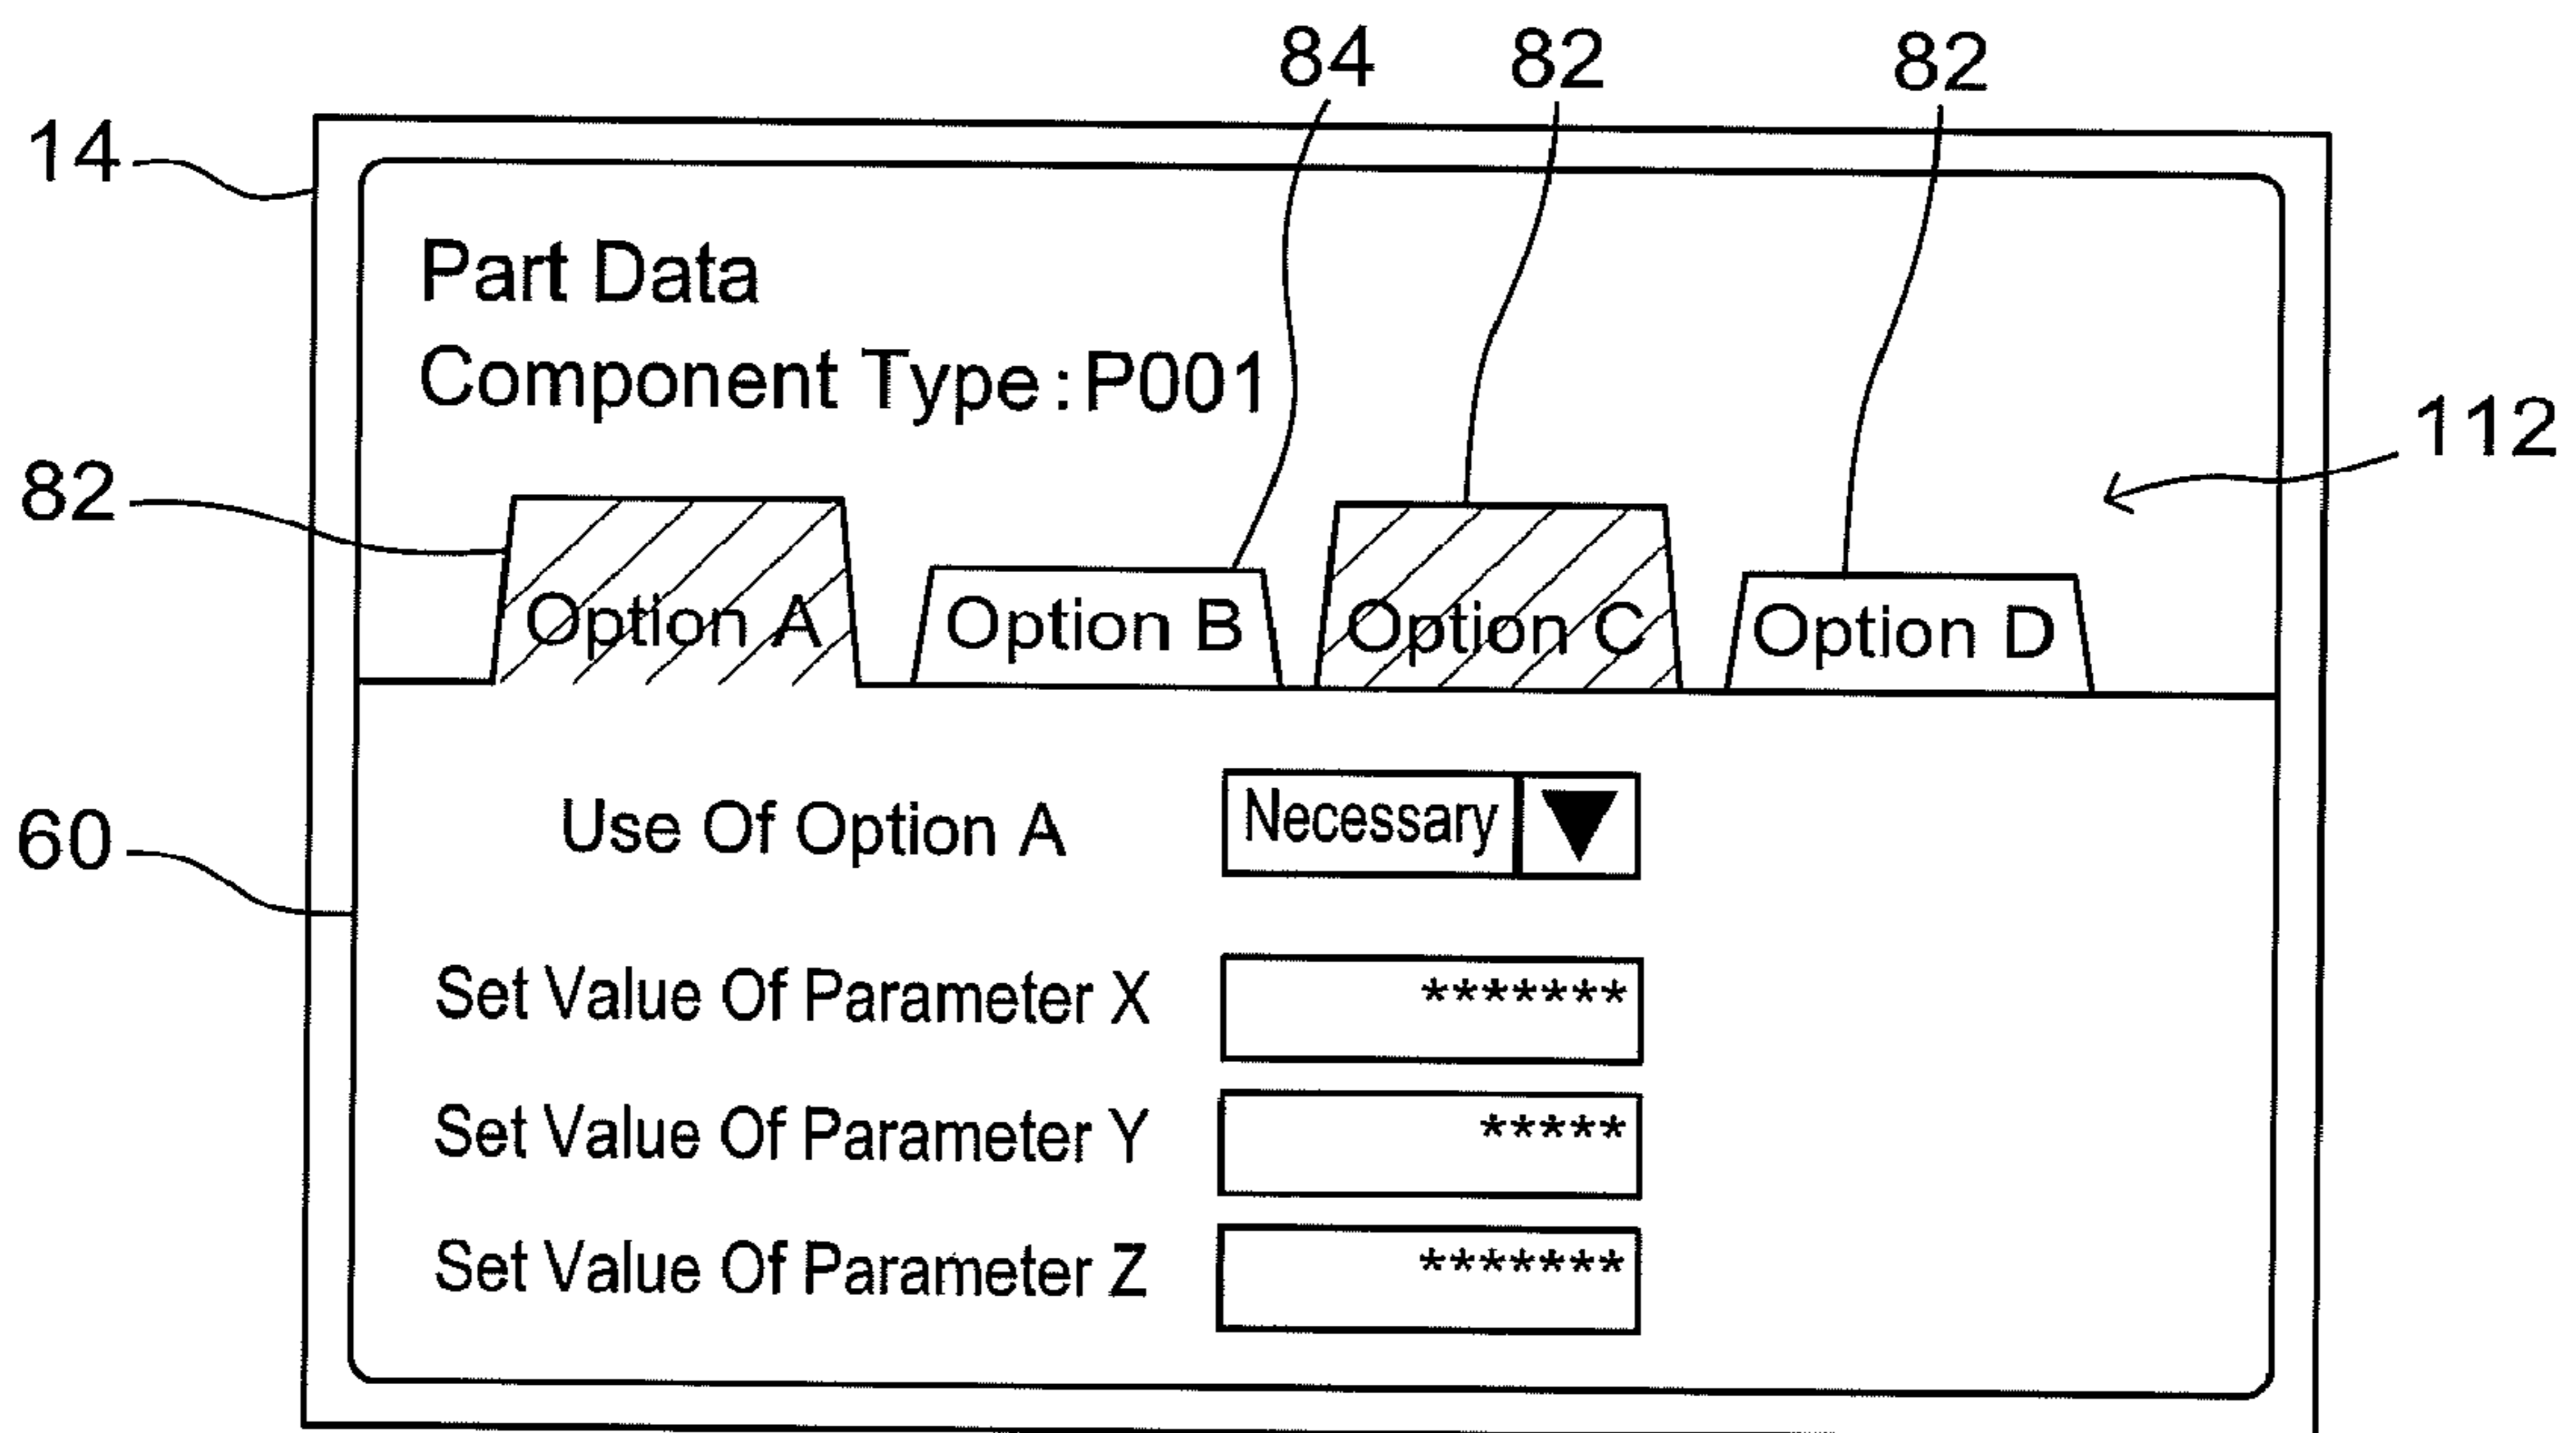 84 82 82
14
Part Data
Component Type:P001
112
82
Option A Option B Option C Option D
60
Use Of Option A Necessary
Set Value Of Parameter X *******
Set Value Of Parameter Y *****
Set Value Of Parameter Z *******